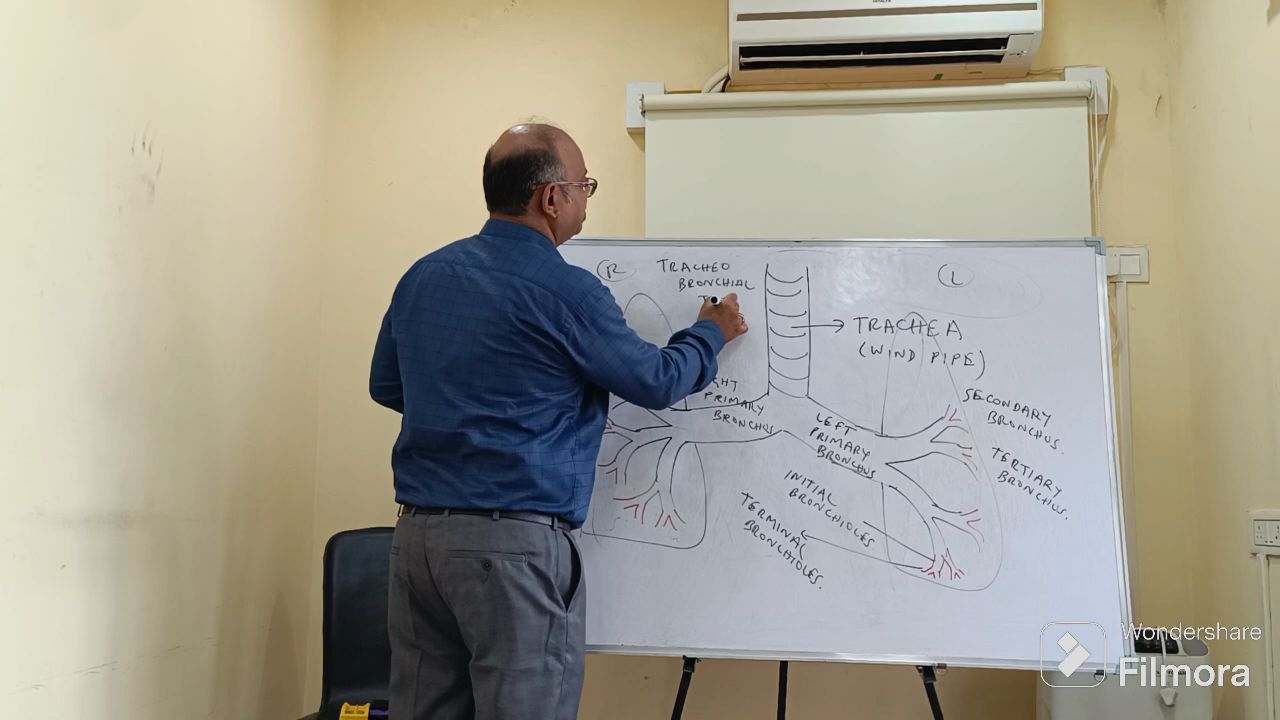 R
TRACHEO
BRONCHIAL
L
TRACHEA
(WIND PIPE)
PRIMARY
BRONCHUS
LEFT
PRIMARY
BRONCHUS
SECONDARY
BRONCHUS.
TERTIARY
BRONCHUS.
INITIAL
BRONCHIOLES
TERMINAL
BRONCHIOLES.
Wondershare
Filmora